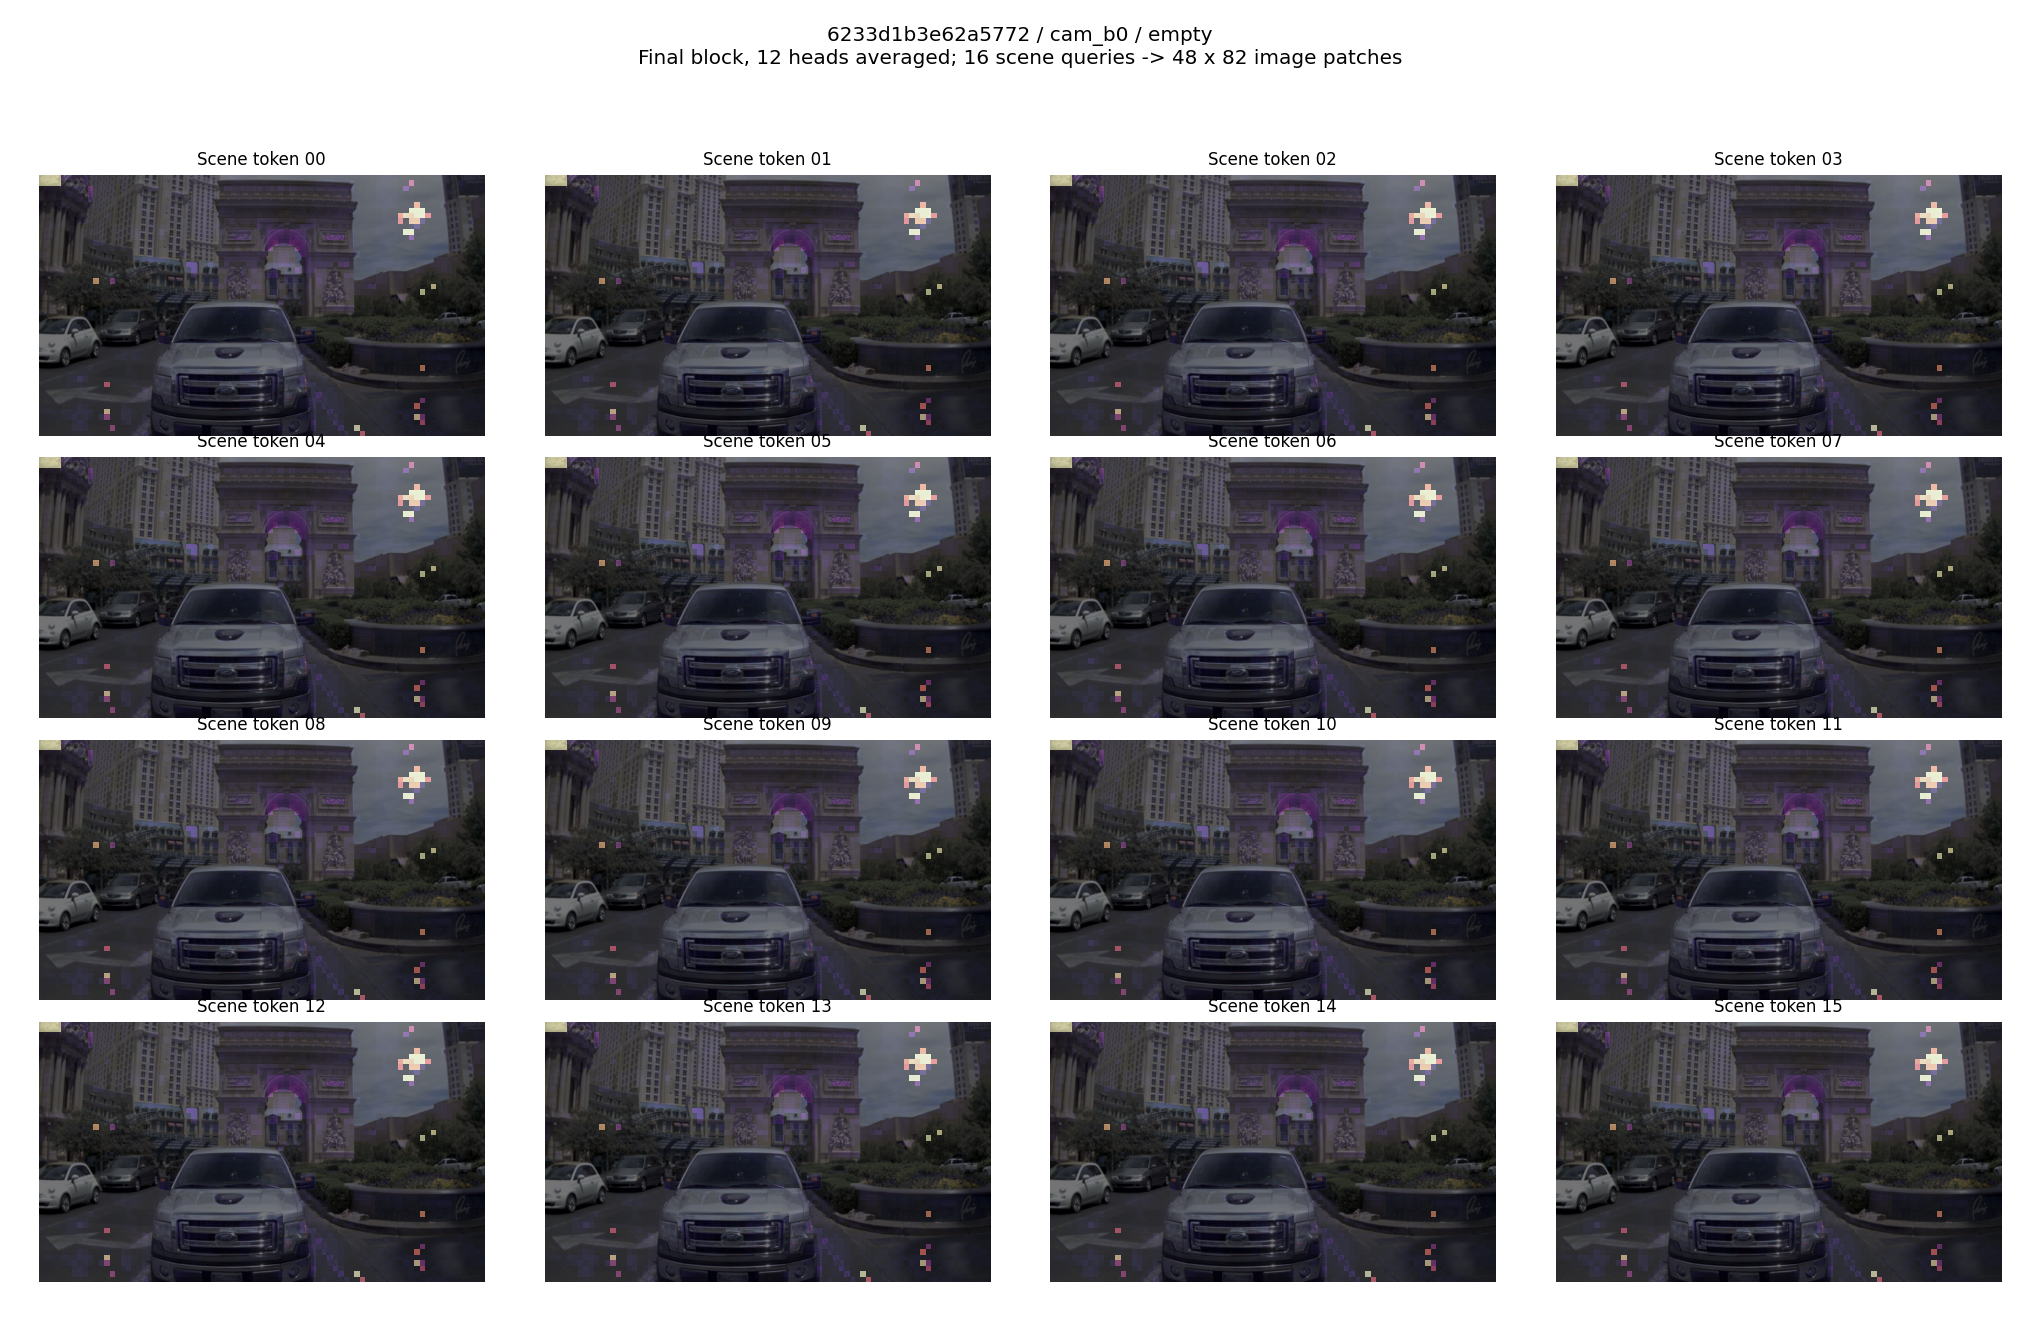 6233d1b3e62a5772 / cam_b0 / empty
Final block, 12 heads averaged; 16 scene queries -> 48 x 82 image patches
Scene token 00
Scene token 01
Scene token 02
Scene token 03
Scene token 04
Scene token 05
Scene token 06
Scene token 07
Scene token 08
Scene token 09
Scene token 10
Scene token 11
Scene token 12
Scene token 13
Scene token 14
Scene token 15